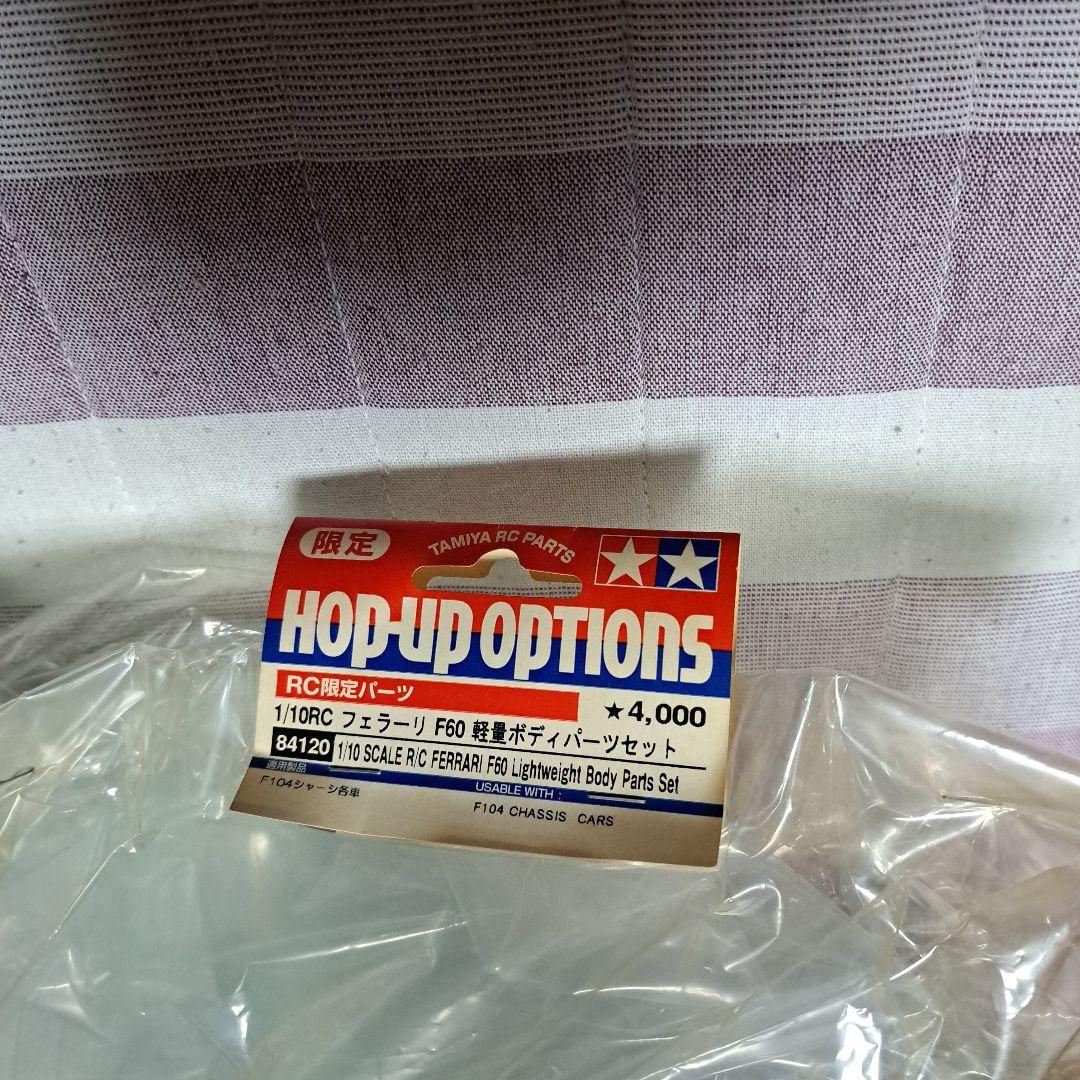 限定
TAMIYA RC PARTS
HOP-UP OPTIONS
RC限定パーツ
★4,000
1/10RC フェラーリ F60 軽量ボディパーツセット
84120 1/10 SCALE R/C FERRARI F60 Lightweight Body Parts Set
適用製品
USABLE WITH :
F104シャーシ各車
F104 CHASSIS CARS